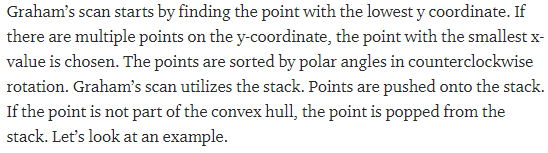 Graham's scan starts by finding the point with the lowest y coordinate. If
there are multiple points on the y-coordinate, the point with the smallest x-
value is chosen. The points are sorted by polar angles in counterclockwise
rotation. Graham's scan utilizes the stack. Points are pushed onto the stack.
If the point is not part of the convex hull, the point is popped from the
stack. Let's look at an example.